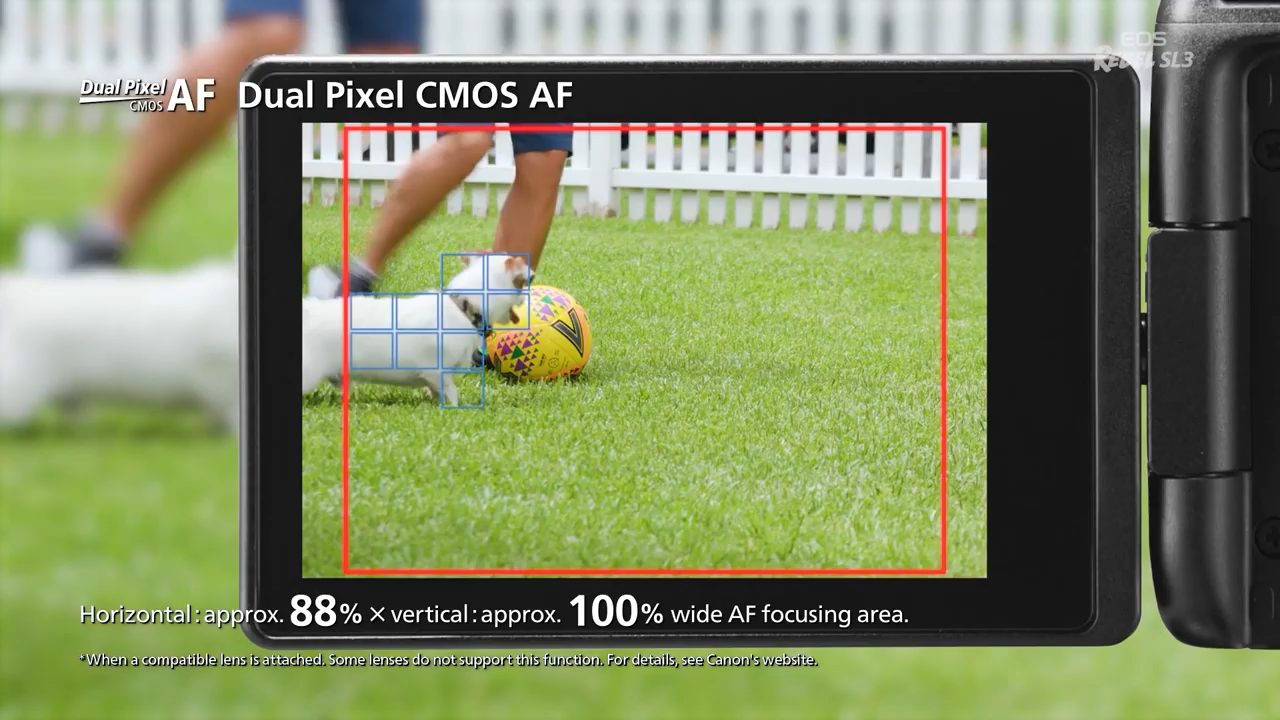 EOS
REBEL SL3
Dual Pixel
CMOS AF
Dual Pixel CMOS AF
Horizontal : approx. 88% × vertical : approx. 100% wide AF focusing area.
*When a compatible lens is attached. Some lenses do not support this function. For details, see Canon's website.